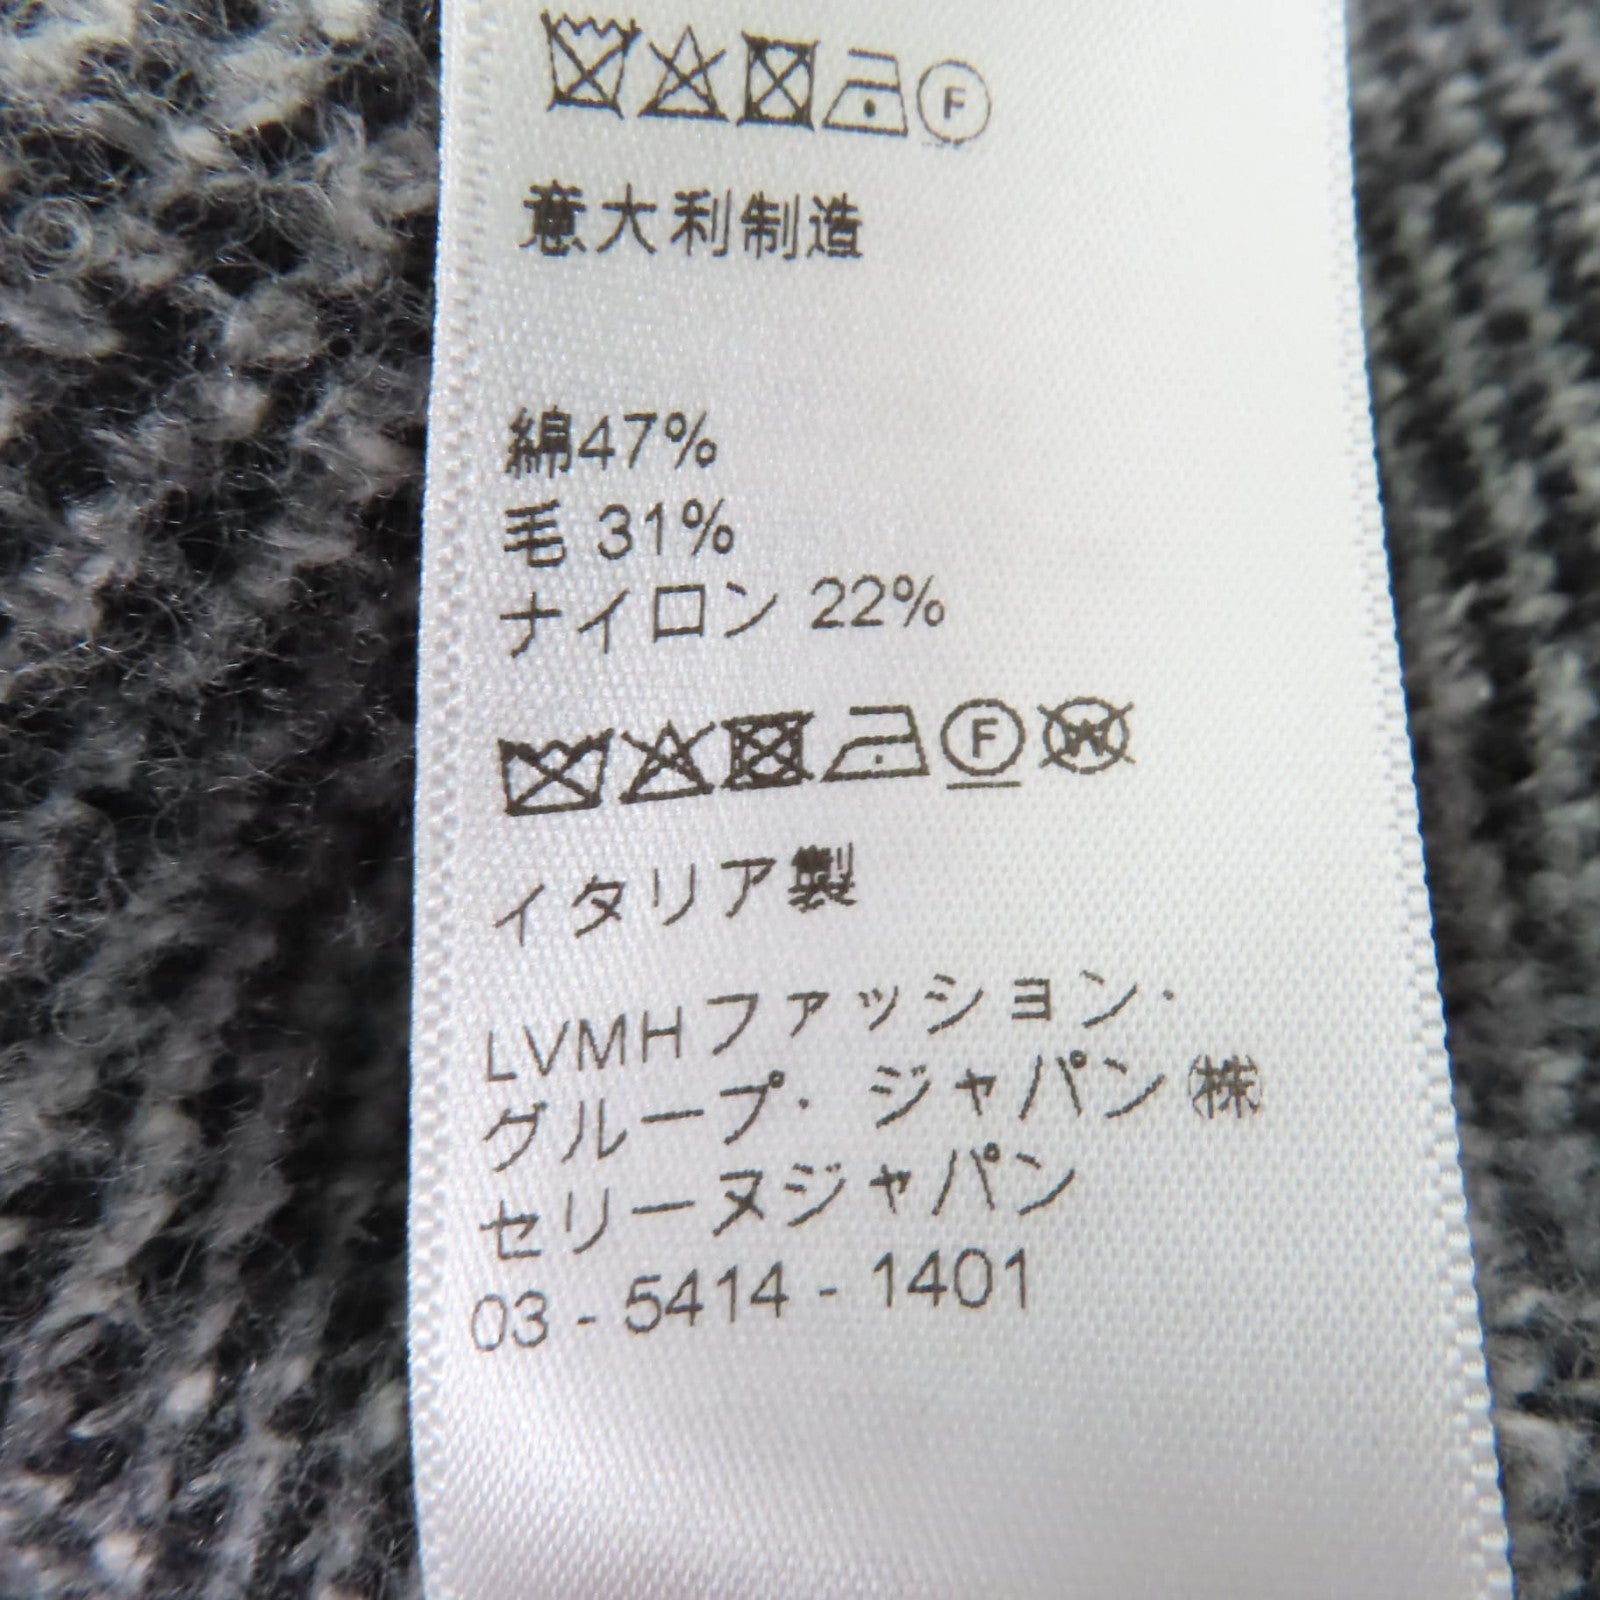 F
意大利制造
綿47%
毛 31%
ナイロン 22%
F W
イタリア製
LVMHファッション・
グループ・ジャパン㈱
セリーヌジャパン
03 - 5414 - 1401